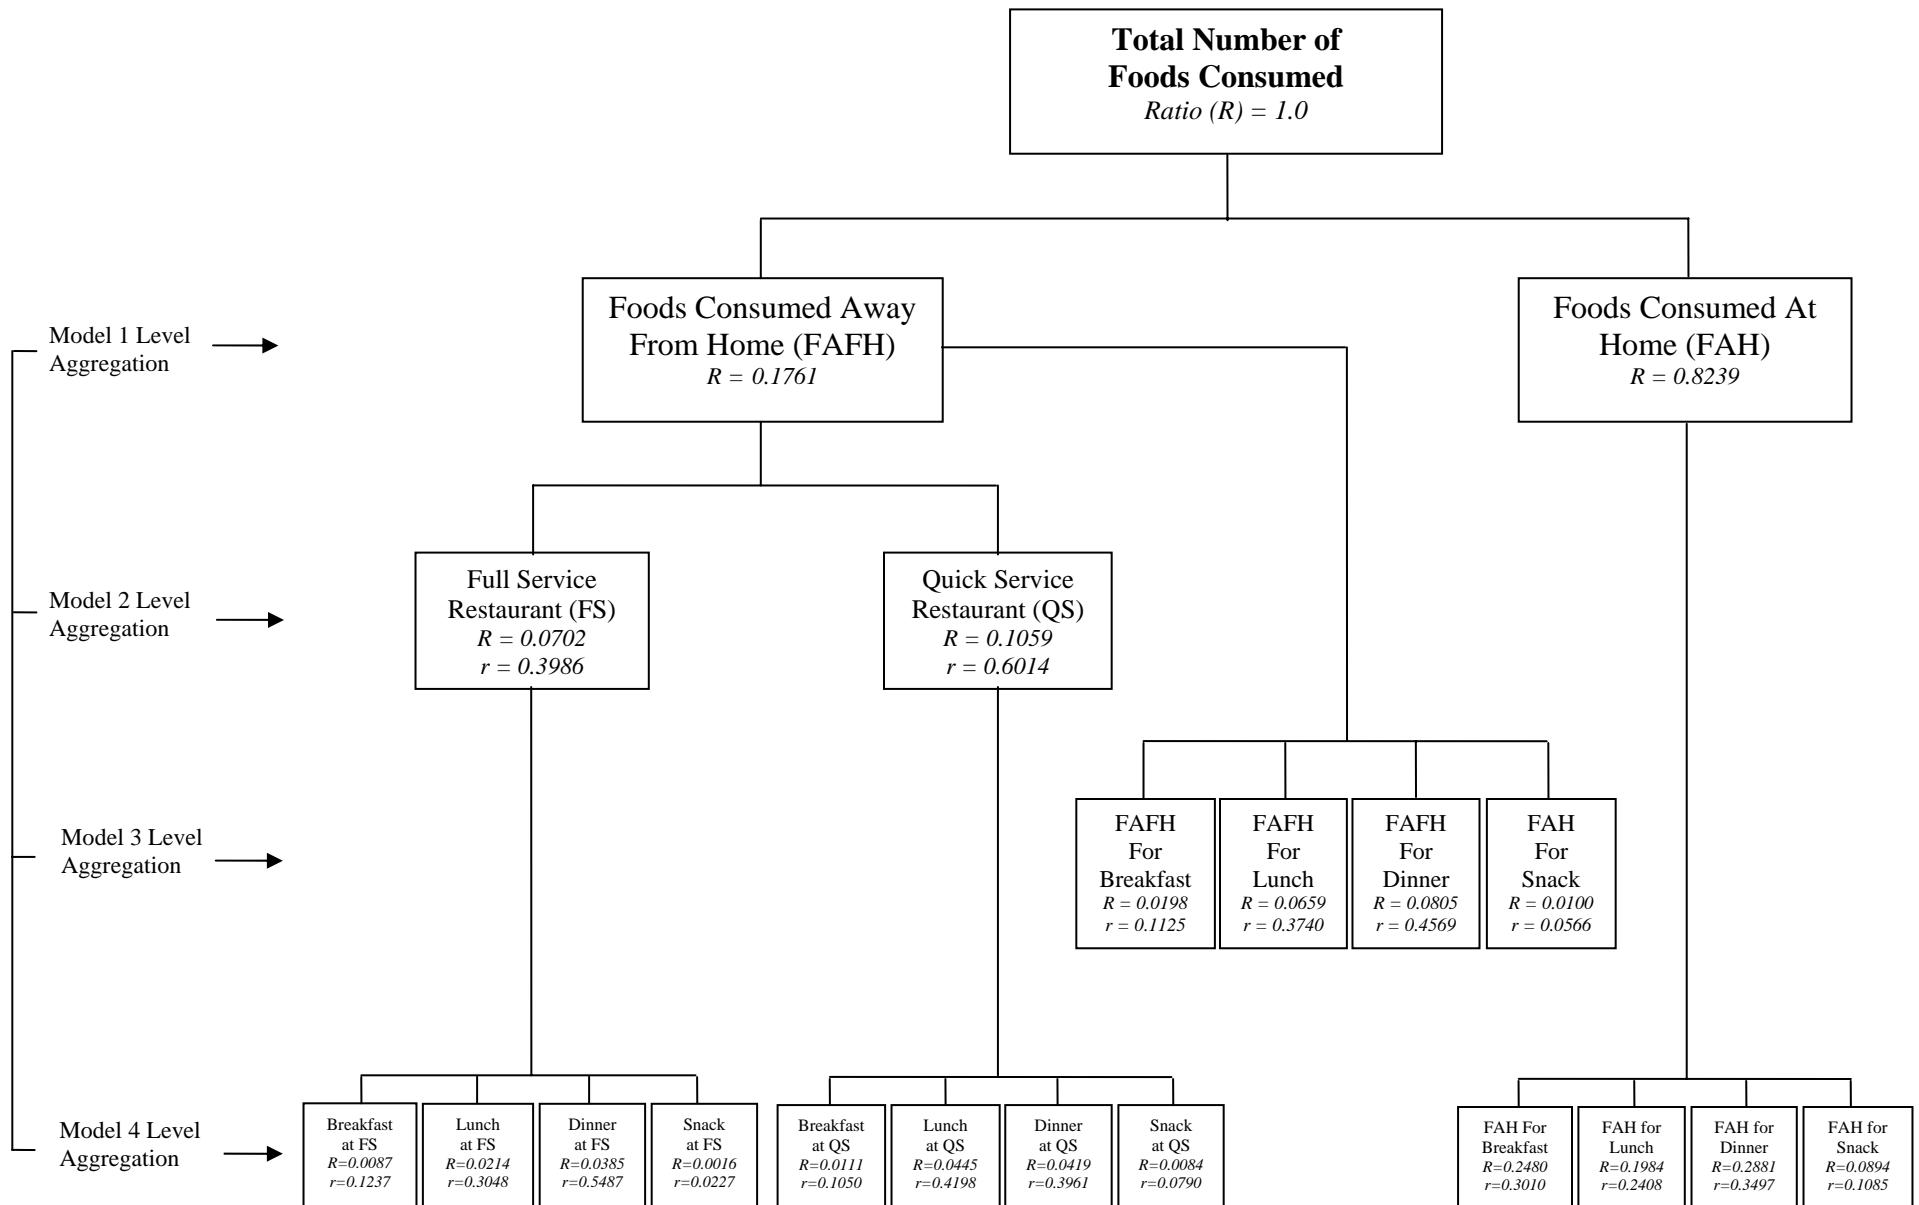 Total Number of
Foods Consumed
Ratio (R) = 1.0
Foods Consumed Away
From Home (FAFH)
R = 0.1761
Foods Consumed At
Home (FAH)
R = 0.8239
Model 1 Level
Aggregation
Model 2 Level
Aggregation
Full Service
Restaurant (FS)
R = 0.0702
r = 0.3986
Quick Service
Restaurant (QS)
R = 0.1059
r = 0.6014
Model 3 Level
Aggregation
FAFH
For
Breakfast
R = 0.0198
r = 0.1125
FAFH
For
Lunch
R = 0.0659
r = 0.3740
FAFH
For
Dinner
R = 0.0805
r = 0.4569
FAH
For
Snack
R = 0.0100
r = 0.0566
Model 4 Level
Aggregation
Breakfast
at FS
R=0.0087
r=0.1237
Lunch
at FS
R=0.0214
r=0.3048
Dinner
at FS
R=0.0385
r=0.5487
Snack
at FS
R=0.0016
r=0.0227
Breakfast
at QS
R=0.0111
r=0.1050
Lunch
at QS
R=0.0445
r=0.4198
Dinner
at QS
R=0.0419
r=0.3961
Snack
at QS
R=0.0084
r=0.0790
FAH For
Breakfast
R=0.2480
r=0.3010
FAH for
Lunch
R=0.1984
r=0.2408
FAH for
Dinner
R=0.2881
r=0.3497
FAH for
Snack
R=0.0894
r=0.1085